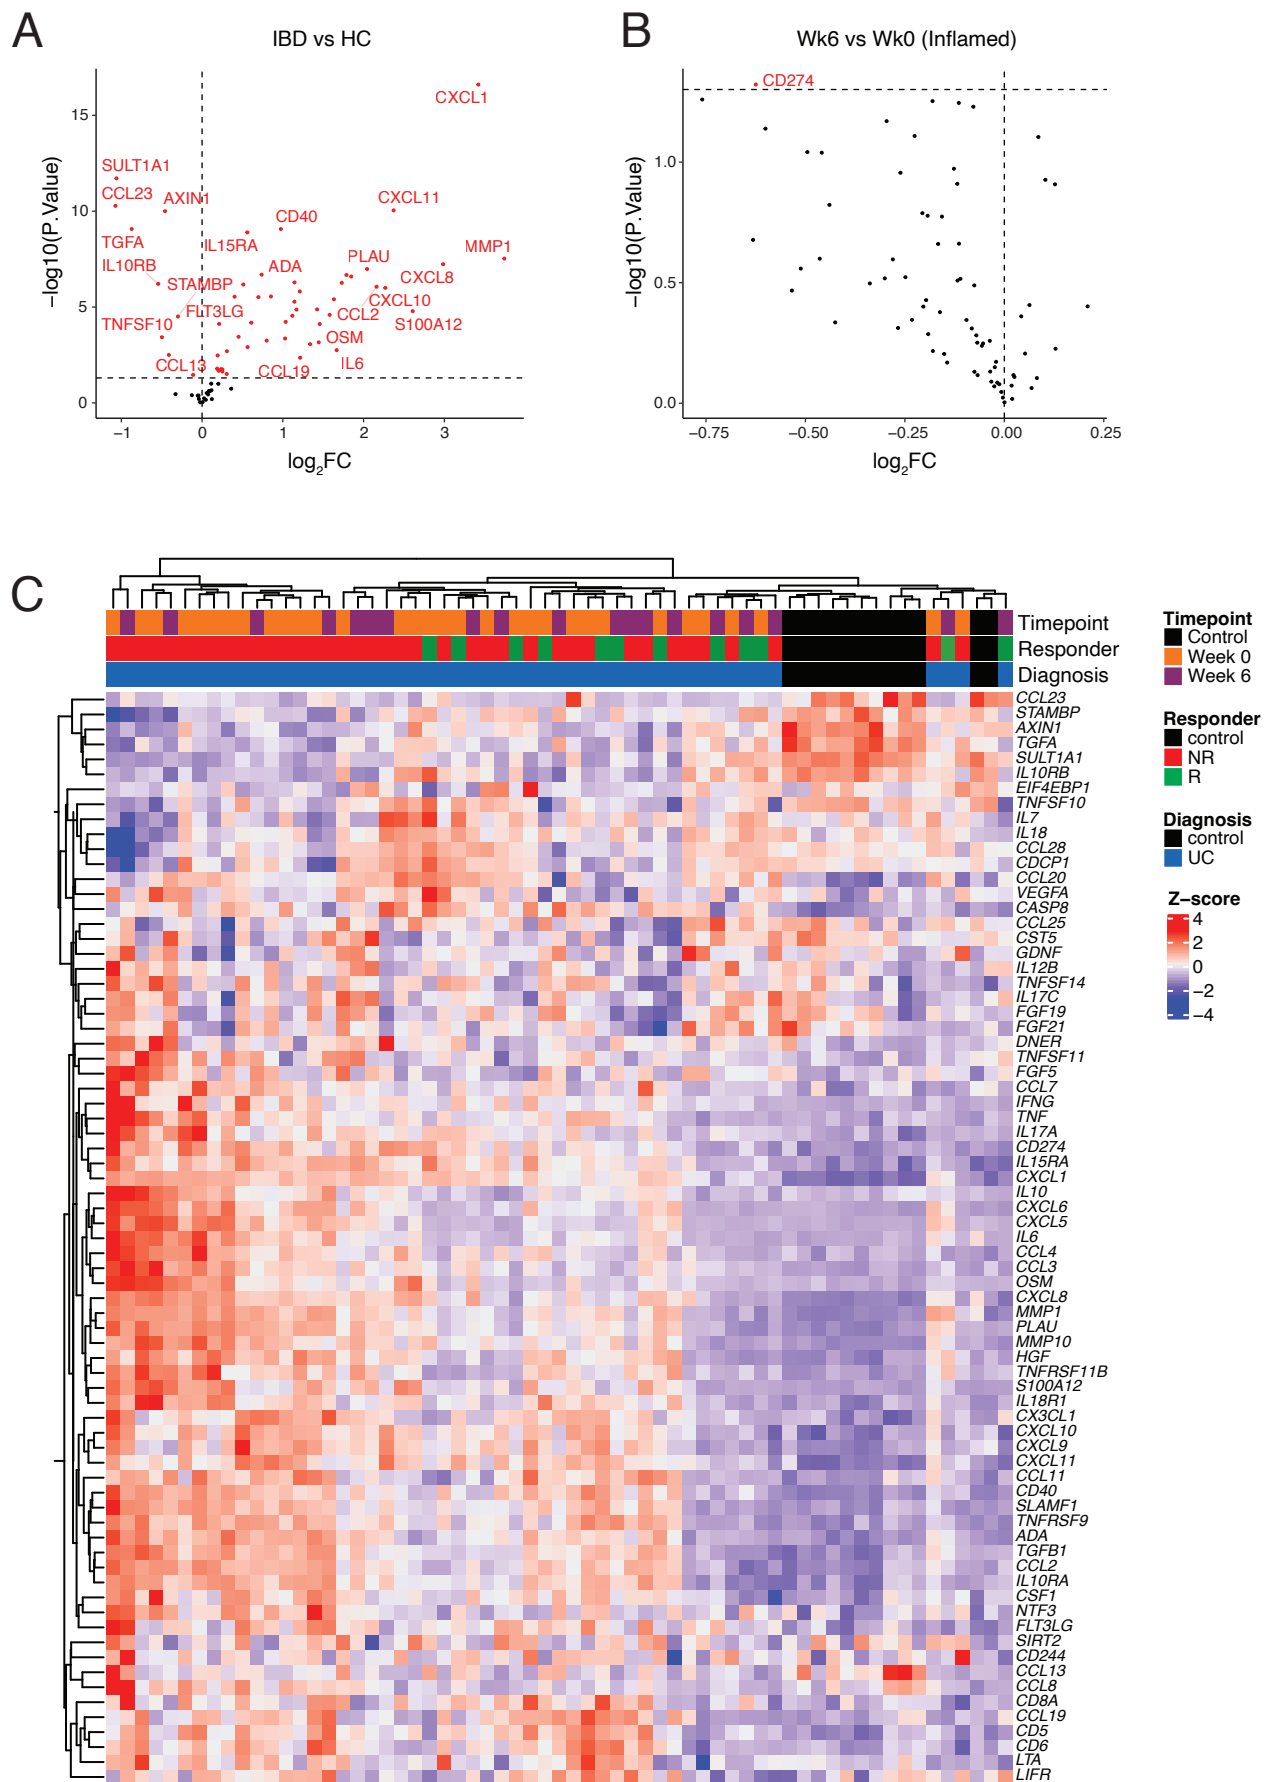 A
IBD vs HC
−log10(P.Value)
15
10
5
0
CXCL1
SULT1A1
CCL23
AXIN1
CXCL11
CD40
TGFA
IL15RA
MMP1
PLAU
IL10RB
ADA
CXCL8
STAMBP
CXCL10
FLT3LG
CCL2
TNFSF10
S100A12
OSM
CCL13
IL6
CCL19
−1
0
1
2
3
log2FC
B
Wk6 vs Wk0 (Inflamed)
−log10(P.Value)
CD274
1.0
0.5
0.0
−0.75
−0.50
−0.25
0.00
0.25
log2FC
C
Timepoint
Responder
Diagnosis
CCL23
STAMBP
AXIN1
TGFA
SULT1A1
IL10RB
EIF4EBP1
TNFSF10
IL7
IL18
CCL28
CDCP1
CCL20
VEGFA
CASP8
CCL25
CST5
GDNF
IL12B
TNFSF14
IL17C
FGF19
FGF21
DNER
TNFSF11
FGF5
CCL7
IFNG
TNF
IL17A
CD274
IL15RA
CXCL1
IL10
CXCL6
CXCL5
IL6
CCL4
CCL3
OSM
CXCL8
MMP1
PLAU
MMP10
HGF
TNFRSF11B
S100A12
IL18R1
CX3CL1
CXCL10
CXCL9
CXCL11
CCL11
CD40
SLAMF1
TNFRSF9
ADA
TGFB1
CCL2
IL10RA
CSF1
NTF3
FLT3LG
SIRT2
CD244
CCL13
CCL8
CD8A
CCL19
CD5
CD6
LTA
LIFR
Timepoint
Control
Week 0
Week 6
Responder
control
NR
R
Diagnosis
control
UC
Z−score
4
2
0
−2
−4